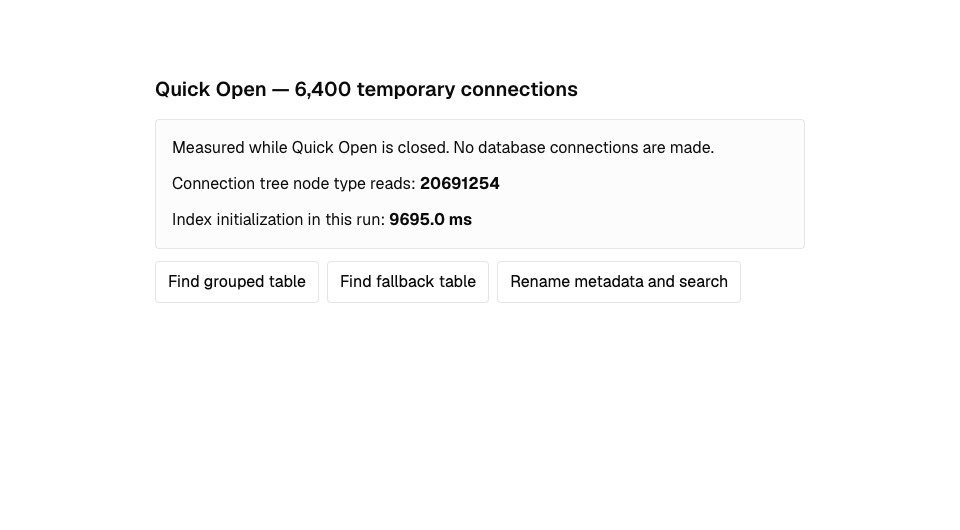 Quick Open — 6,400 temporary connections
Measured while Quick Open is closed. No database connections are made.
Connection tree node type reads: 20691254
Index initialization in this run: 9695.0 ms
Find grouped table
Find fallback table
Rename metadata and search